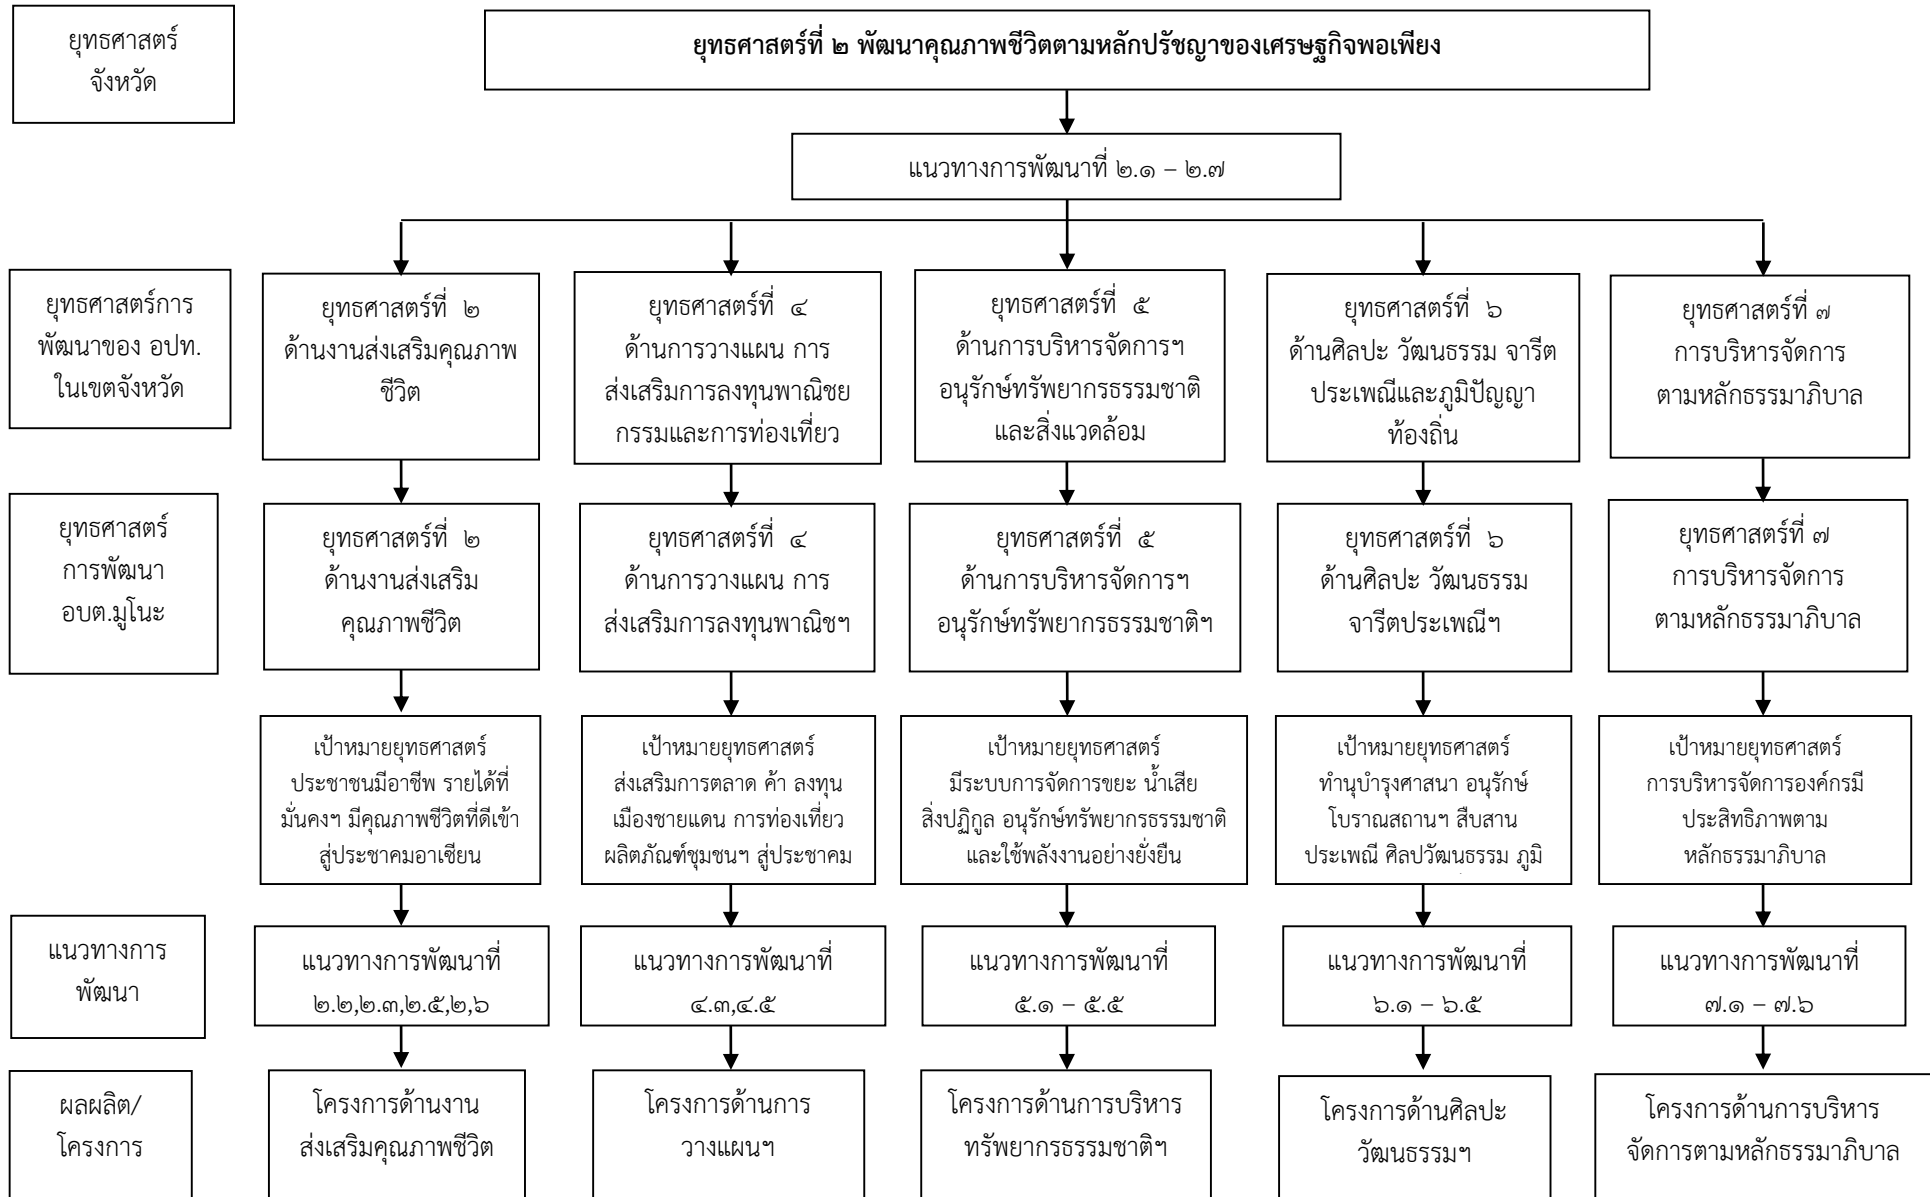 ยุทธศาสตร์
จังหวัด
ยุทธศาสตร์ที่ ๒ พัฒนาคุณภาพชีวิตตามหลักปรัชญาของเศรษฐกิจพอเพียง
แนวทางการพัฒนาที่ ๒.๑ – ๒.๗
ยุทธศาสตร์การ
พัฒนาของ อปท.
ในเขตจังหวัด
ยุทธศาสตร์ที่ ๒
ด้านงานส่งเสริมคุณภาพ
ชีวิต
ยุทธศาสตร์ที่ ๔
ด้านการวางแผน การ
ส่งเสริมการลงทุนพาณิชย
กรรมและการท่องเที่ยว
ยุทธศาสตร์ที่ ๕
ด้านการบริหารจัดการฯ
อนุรักษ์ทรัพยากรธรรมชาติ
และสิ่งแวดล้อม
ยุทธศาสตร์ที่ ๖
ด้านศิลปะ วัฒนธรรม จารีต
ประเพณีและภูมิปัญญา
ท้องถิ่น
ยุทธศาสตร์ที่ ๗
การบริหารจัดการ
ตามหลักธรรมาภิบาล
ยุทธศาสตร์
การพัฒนา
อบต.มูโนะ
ยุทธศาสตร์ที่ ๒
ด้านงานส่งเสริม
คุณภาพชีวิต
ยุทธศาสตร์ที่ ๔
ด้านการวางแผน การ
ส่งเสริมการลงทุนพาณิชฯ
ยุทธศาสตร์ที่ ๕
ด้านการบริหารจัดการฯ
อนุรักษ์ทรัพยากรธรรมชาติฯ
ยุทธศาสตร์ที่ ๖
ด้านศิลปะ วัฒนธรรม
จารีตประเพณีฯ
ยุทธศาสตร์ที่ ๗
การบริหารจัดการ
ตามหลักธรรมาภิบาล
เป้าหมายยุทธศาสตร์
ประชาชนมีอาชีพ รายได้ที่
มั่นคงฯ มีคุณภาพชีวิตที่ดีเข้า
สู่ประชาคมอาเซียน
เป้าหมายยุทธศาสตร์
ส่งเสริมการตลาด ค้า ลงทุน
เมืองชายแดน การท่องเที่ยว
ผลิตภัณฑ์ชุมชนฯ สู่ประชาคม
เป้าหมายยุทธศาสตร์
มีระบบการจัดการขยะ น้ำเสีย
สิ่งปฏิกูล อนุรักษ์ทรัพยากรธรรมชาติ
และใช้พลังงานอย่างยั่งยืน
เป้าหมายยุทธศาสตร์
ทำนุบำรุงศาสนา อนุรักษ์
โบราณสถานฯ สืบสาน
ประเพณี ศิลปวัฒนธรรม ภูมิ
เป้าหมายยุทธศาสตร์
การบริหารจัดการองค์กรมี
ประสิทธิภาพตาม
หลักธรรมาภิบาล
แนวทางการ
พัฒนา
แนวทางการพัฒนาที่
๒.๒,๒.๓,๒.๕,๒,๖
แนวทางการพัฒนาที่
๔.๓,๔.๕
แนวทางการพัฒนาที่
๕.๑ – ๕.๕
แนวทางการพัฒนาที่
๖.๑ – ๖.๕
แนวทางการพัฒนาที่
๗.๑ – ๗.๖
ผลผลิต/
โครงการ
โครงการด้านงาน
ส่งเสริมคุณภาพชีวิต
โครงการด้านการ
วางแผนฯ
โครงการด้านการบริหาร
ทรัพยากรธรรมชาติฯ
โครงการด้านศิลปะ
วัฒนธรรมฯ
โครงการด้านการบริหาร
จัดการตามหลักธรรมาภิบาล